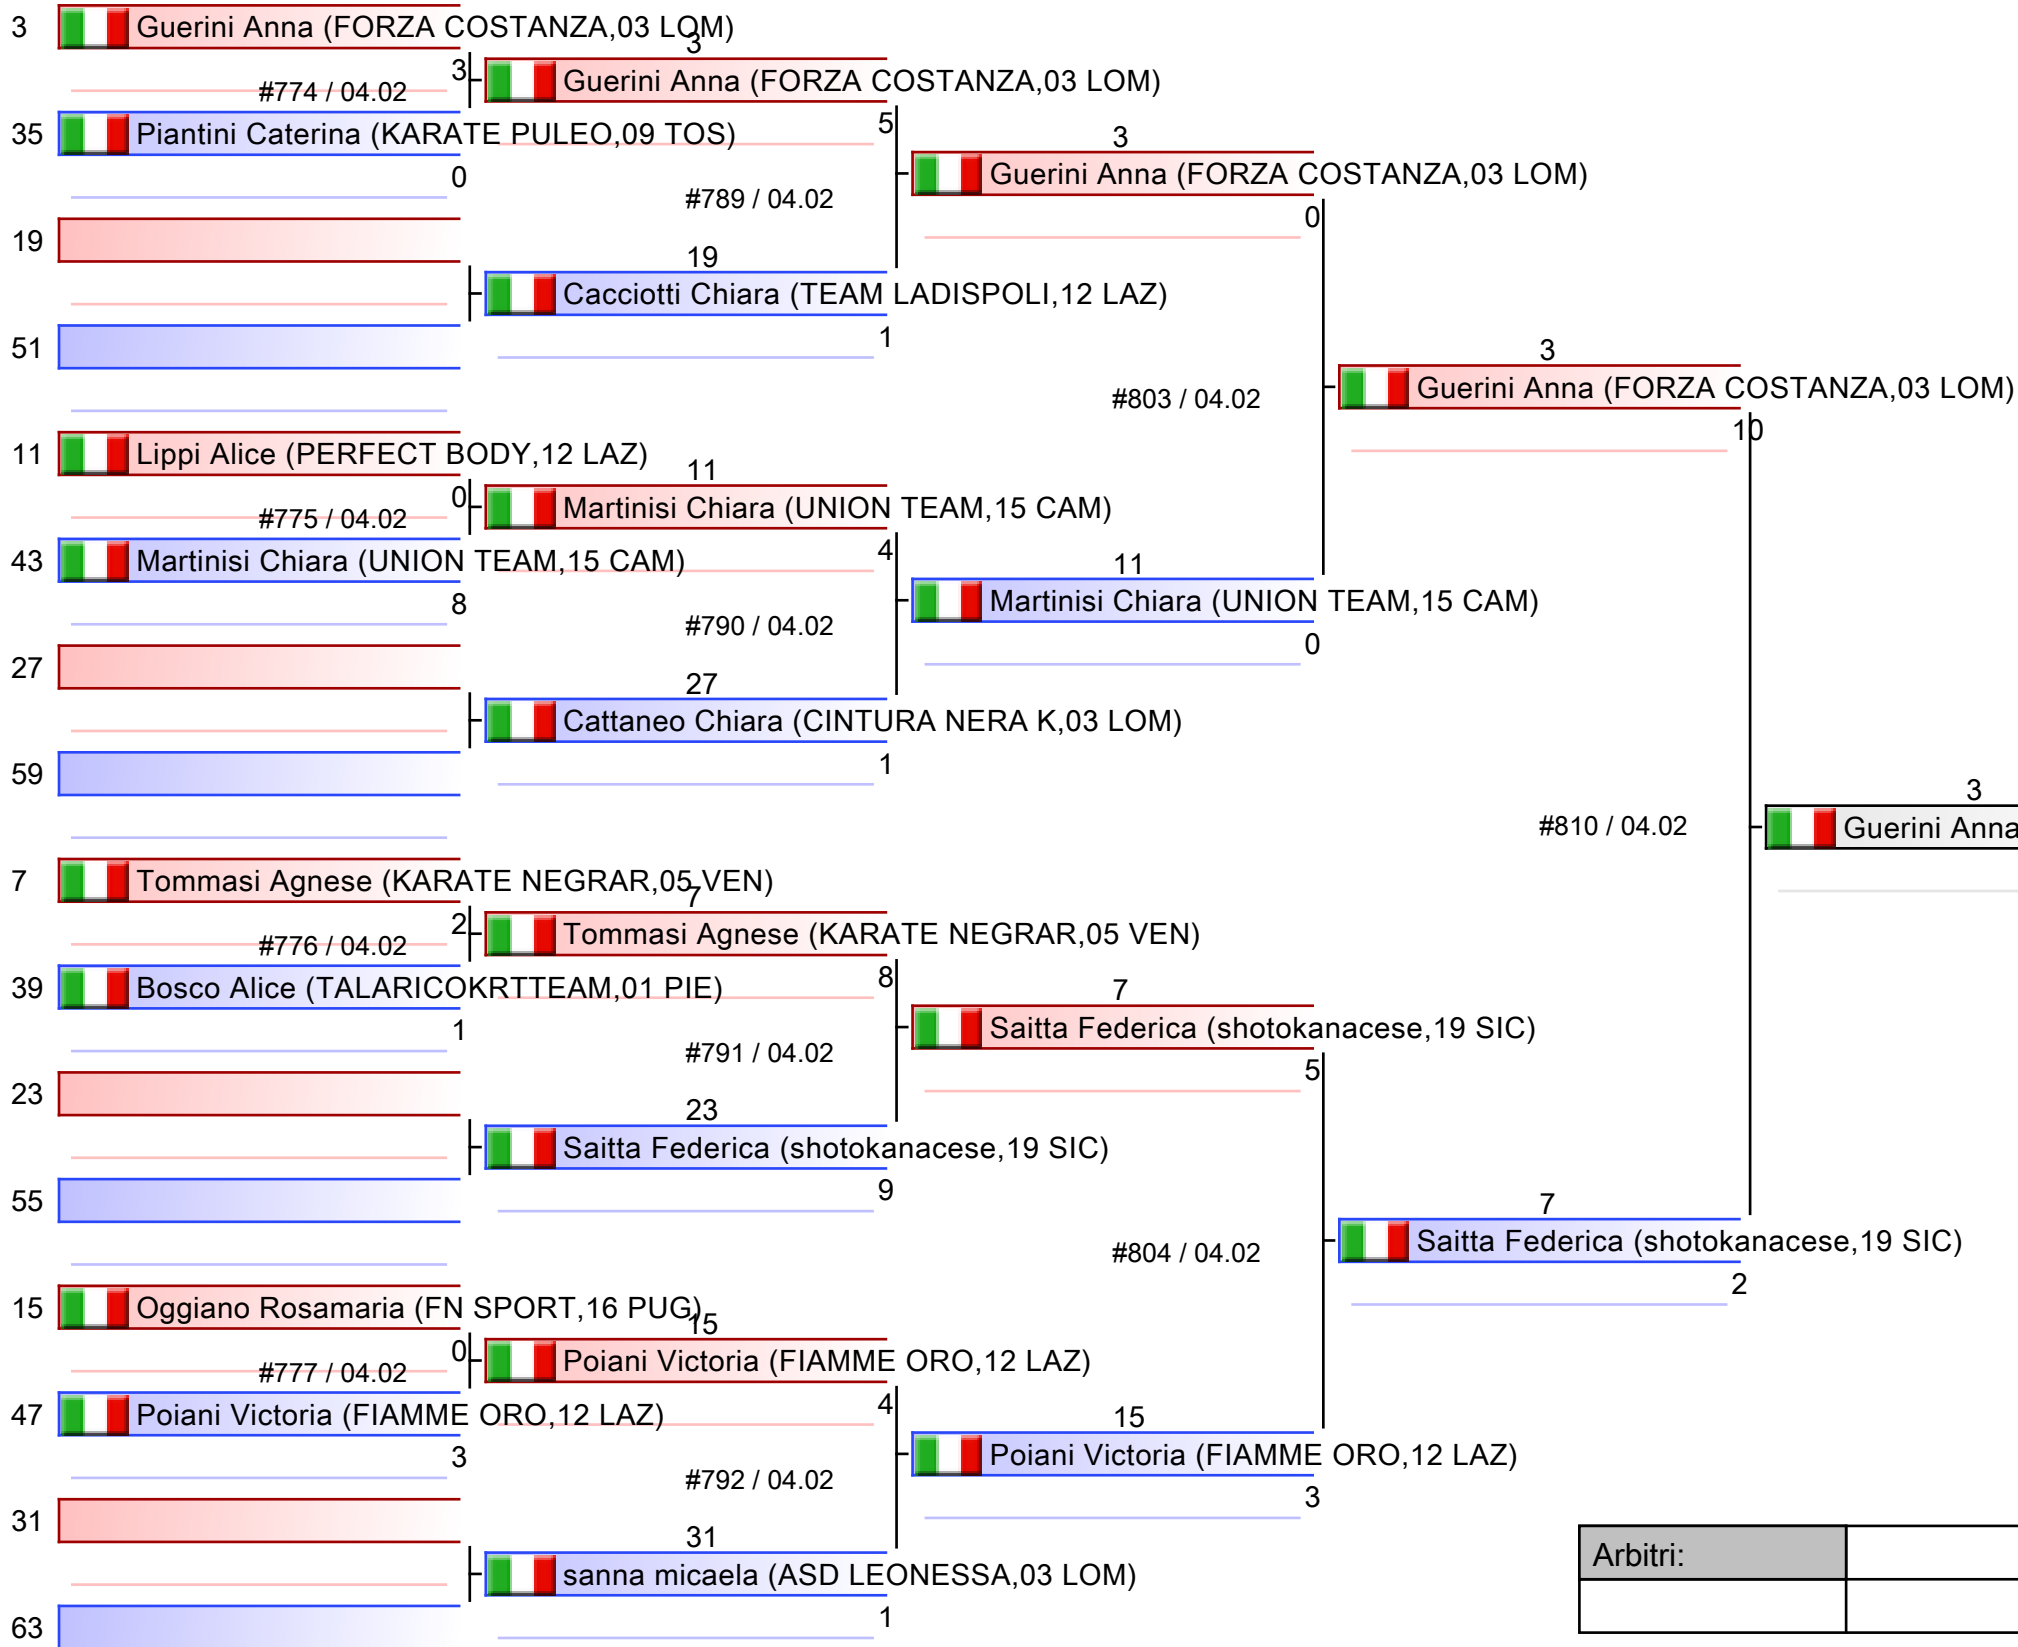 3 Guerini Anna (FORZA COSTANZA,03 LOM)
3
3 Guerini Anna (FORZA COSTANZA,03 LOM)
#774 / 04.02
35 Piantini Caterina (KARATE PULEO,09 TOS) 5
3
Guerini Anna (FORZA COSTANZA,03 LOM)
0
#789 / 04.02
0
19
19
Cacciotti Chiara (TEAM LADISPOLI,12 LAZ)
1
51
3
Guerini Anna (FORZA COSTANZA,03 LOM)
#803 / 04.02
10
11 Lippi Alice (PERFECT BODY,12 LAZ)
11
0 Martinisi Chiara (UNION TEAM,15 CAM)
#775 / 04.02
43 Martinisi Chiara (UNION TEAM,15 CAM) 4
11
Martinisi Chiara (UNION TEAM,15 CAM)
8
#790 / 04.02
0
27
27
Cattaneo Chiara (CINTURA NERA K,03 LOM)
1
59
3
#810 / 04.02 Guerini Anna
7 Tommasi Agnese (KARATE NEGRAR,05 VEN)
7
2 Tommasi Agnese (KARATE NEGRAR,05 VEN)
#776 / 04.02
39 Bosco Alice (TALARICOKRTTEAM,01 PIE) 8
7
Saitta Federica (shotokanacese,19 SIC)
1
#791 / 04.02
5
23
23
Saitta Federica (shotokanacese,19 SIC)
9
55
7
Saitta Federica (shotokanacese,19 SIC)
#804 / 04.02
2
15 Oggiano Rosamaria (FN SPORT,16 PUG)
15
0 Poiani Victoria (FIAMME ORO,12 LAZ)
#777 / 04.02
47 Poiani Victoria (FIAMME ORO,12 LAZ) 4
15
Poiani Victoria (FIAMME ORO,12 LAZ)
3
#792 / 04.02
3
31
31
sanna micaela (ASD LEONESSA,03 LOM)
1
63
Arbitri: